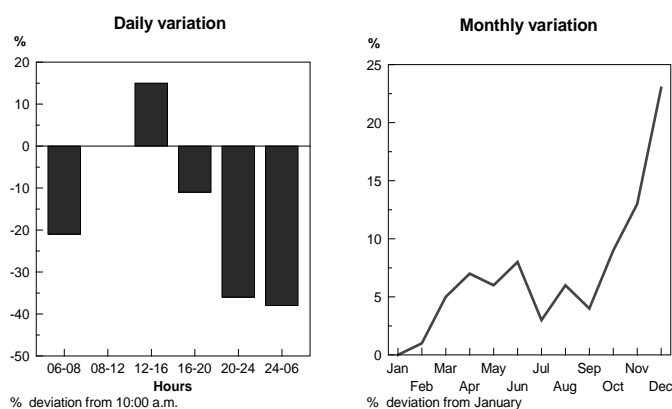 Daily variation
%
20
10
0
-10
-20
-30
-40
-50
06-08 08-12 12-16 16-20 20-24 24-06
Hours
% deviation from 10:00 a.m.
Monthly variation
%
25
20
15
10
5
0
Jan Mar May Jul Sep Nov
Feb Apr Jun Aug Oct Dec
% deviation from January